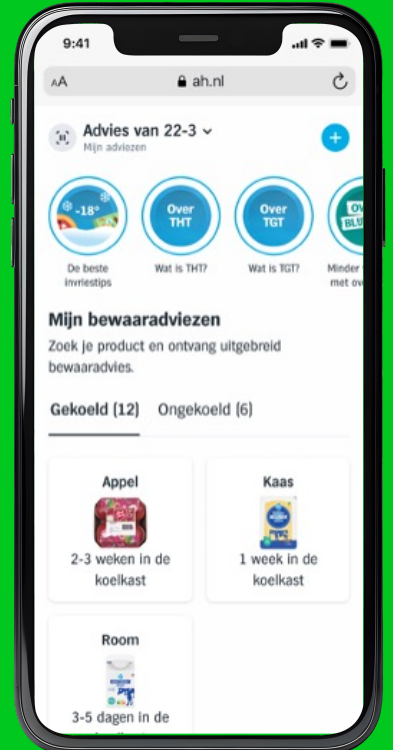 9:41
AA ah.nl
Advies van 22-3
Mijn adviezen
-18°
Over
THT
Over
TGT
De beste
invriestips
Wat is THT?
Wat is TGT?
Minder
met
Mijn bewaaradviezen
Zoek je product en ontvang uitgebreid
bewaaradvies.
Gekoeld (12) Ongekoeld (6)
Appel
2-3 weken in de
koelkast
Kaas
1 week in de
koelkast
Room
3-5 dagen in de